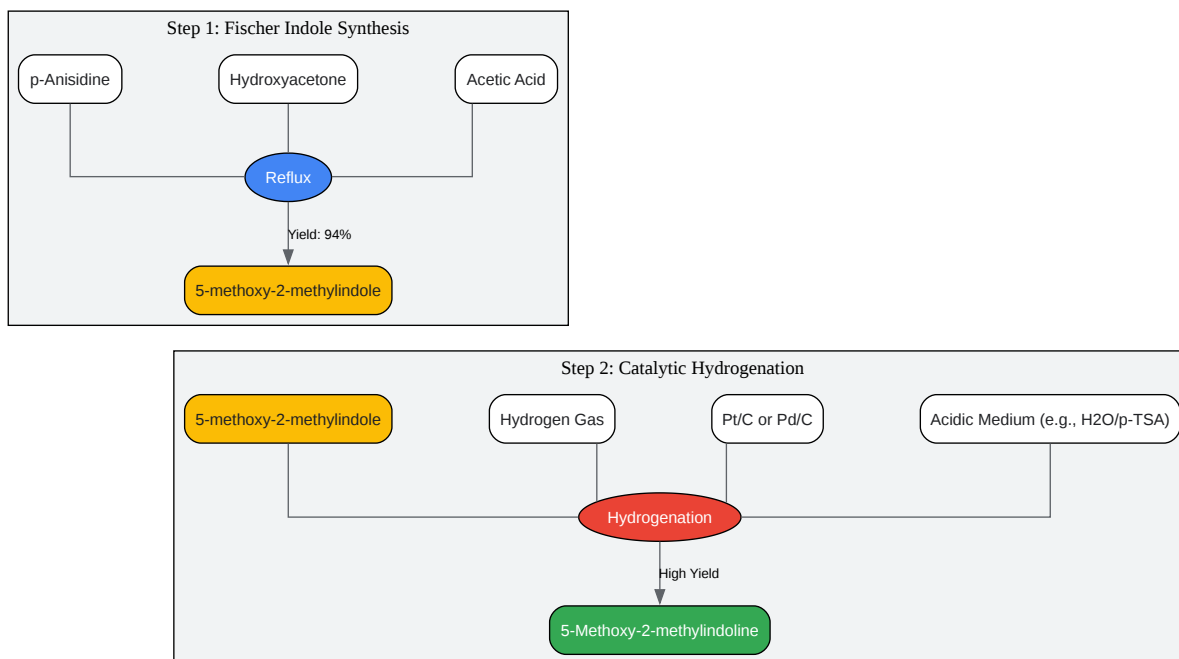 Step 1: Fischer Indole Synthesis
p-Anisidine
Hydroxyacetone
Acetic Acid
Reflux
Yield: 94%
5-methoxy-2-methylindole
Step 2: Catalytic Hydrogenation
5-methoxy-2-methylindole
Hydrogen Gas
Pt/C or Pd/C
Acidic Medium (e.g., H2O/p-TSA)
Hydrogenation
High Yield
5-Methoxy-2-methylindoline